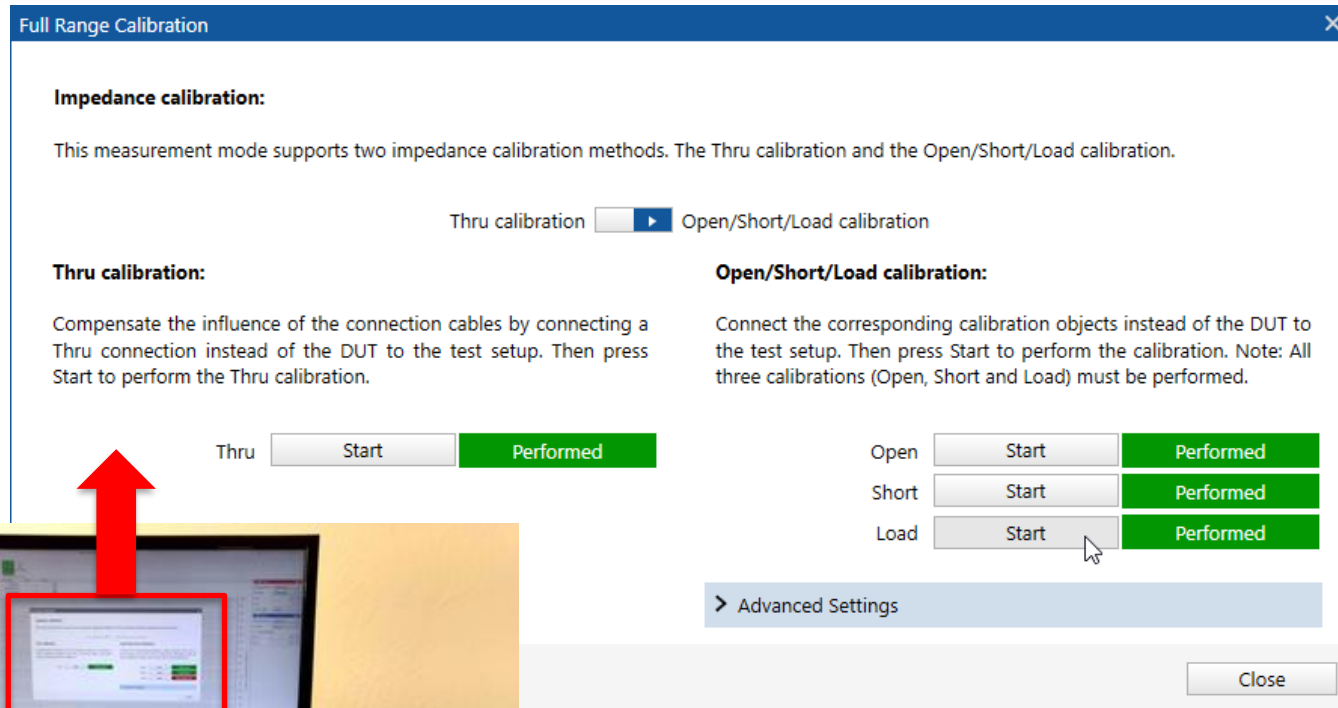 Full Range Calibration
Impedance calibration:
This measurement mode supports two impedance calibration methods. The Thru calibration and the Open/Short/Load calibration.
Thru calibration Open/Short/Load calibration
Thru calibration:
Compensate the influence of the connection cables by connecting a
Thru connection instead of the DUT to the test setup. Then press
Start to perform the Thru calibration.
Thru Start Performed
Open/Short/Load calibration:
Connect the corresponding calibration objects instead of the DUT to
the test setup. Then press Start to perform the calibration. Note: All
three calibrations (Open, Short and Load) must be performed.
Open Start Performed
Short Start Performed
Load Start Performed
Advanced Settings
Close